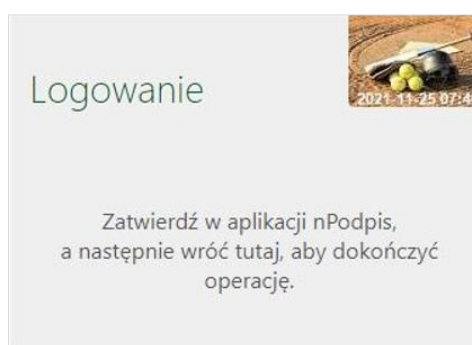 Logowanie
2021-11-25 07:4
Zatwierdź w aplikacji nPodpis,
a następnie wróć tutaj, aby dokończyć
operację.